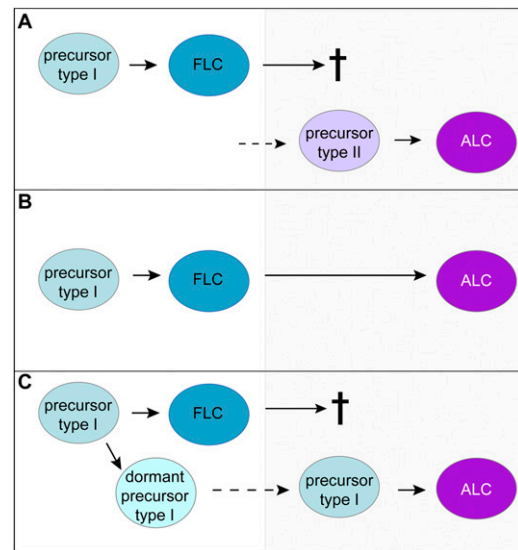 A
precursor
type I
FLC
†
precursor
type II
ALC
B
precursor
type I
FLC
ALC
C
precursor
type I
FLC
†
dormant
precursor
type I
precursor
type I
ALC